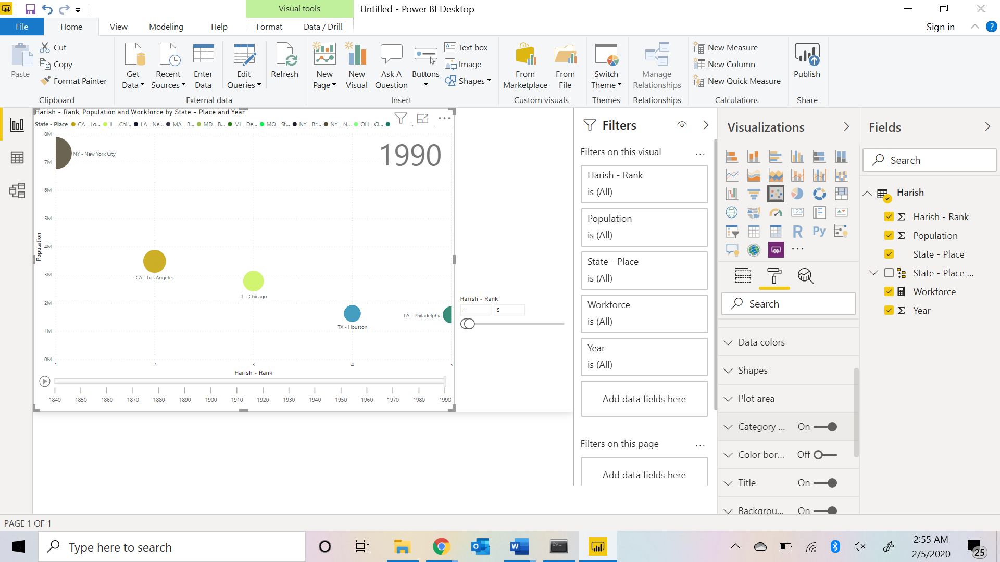 Visual tools
Untitled - Power BI Desktop
File
Home
View
Modeling
Help
Format
Data / Drill
Sign in
?
Paste
Cut
Copy
Format Painter
Clipboard
Get Data
Recent Sources
Enter Data
Edit Queries
Refresh
External data
New Page
New Visual
Ask A Question
Buttons
Text box
Image
Shapes
Insert
From Marketplace
From File
Custom visuals
Switch Theme
Themes
Manage Relationships
Relationships
New Measure
New Column
New Quick Measure
Calculations
Publish
Share
Harish - Rank, Population and Workforce by State - Place and Year
State - Place CA - Lo... IL - Chi... LA - Ne... MA - B... MD - B... MI - De... MO - St... NY - Br... NY - N... OH - Cl...
1990
8M
7M
6M
5M
4M
3M
2M
1M
0M
Population
NY - New York City
CA - Los Angeles
IL - Chicago
TX - Houston
PA - Philadelphia
1 2 3 4 5
Harish - Rank
1840 1850 1860 1870 1880 1890 1900 1910 1920 1930 1940 1950 1960 1970 1980 1990
Harish - Rank
1 5
Filters
Filters on this visual ...
Harish - Rank
is (All)
Population
is (All)
State - Place
is (All)
Workforce
is (All)
Year
is (All)
Add data fields here
Filters on this page ...
Add data fields here
Visualizations
123
R
Py
...
Search
Data colors
Shapes
Plot area
Category ... On
Color bor... Off
Title On
Backgrou... On
Fields
Search
Harish
Harish - Rank
Population
State - Place
State - Place ...
Workforce
Year
PAGE 1 OF 1
Type here to search
2:55 AM
2/5/2020
25